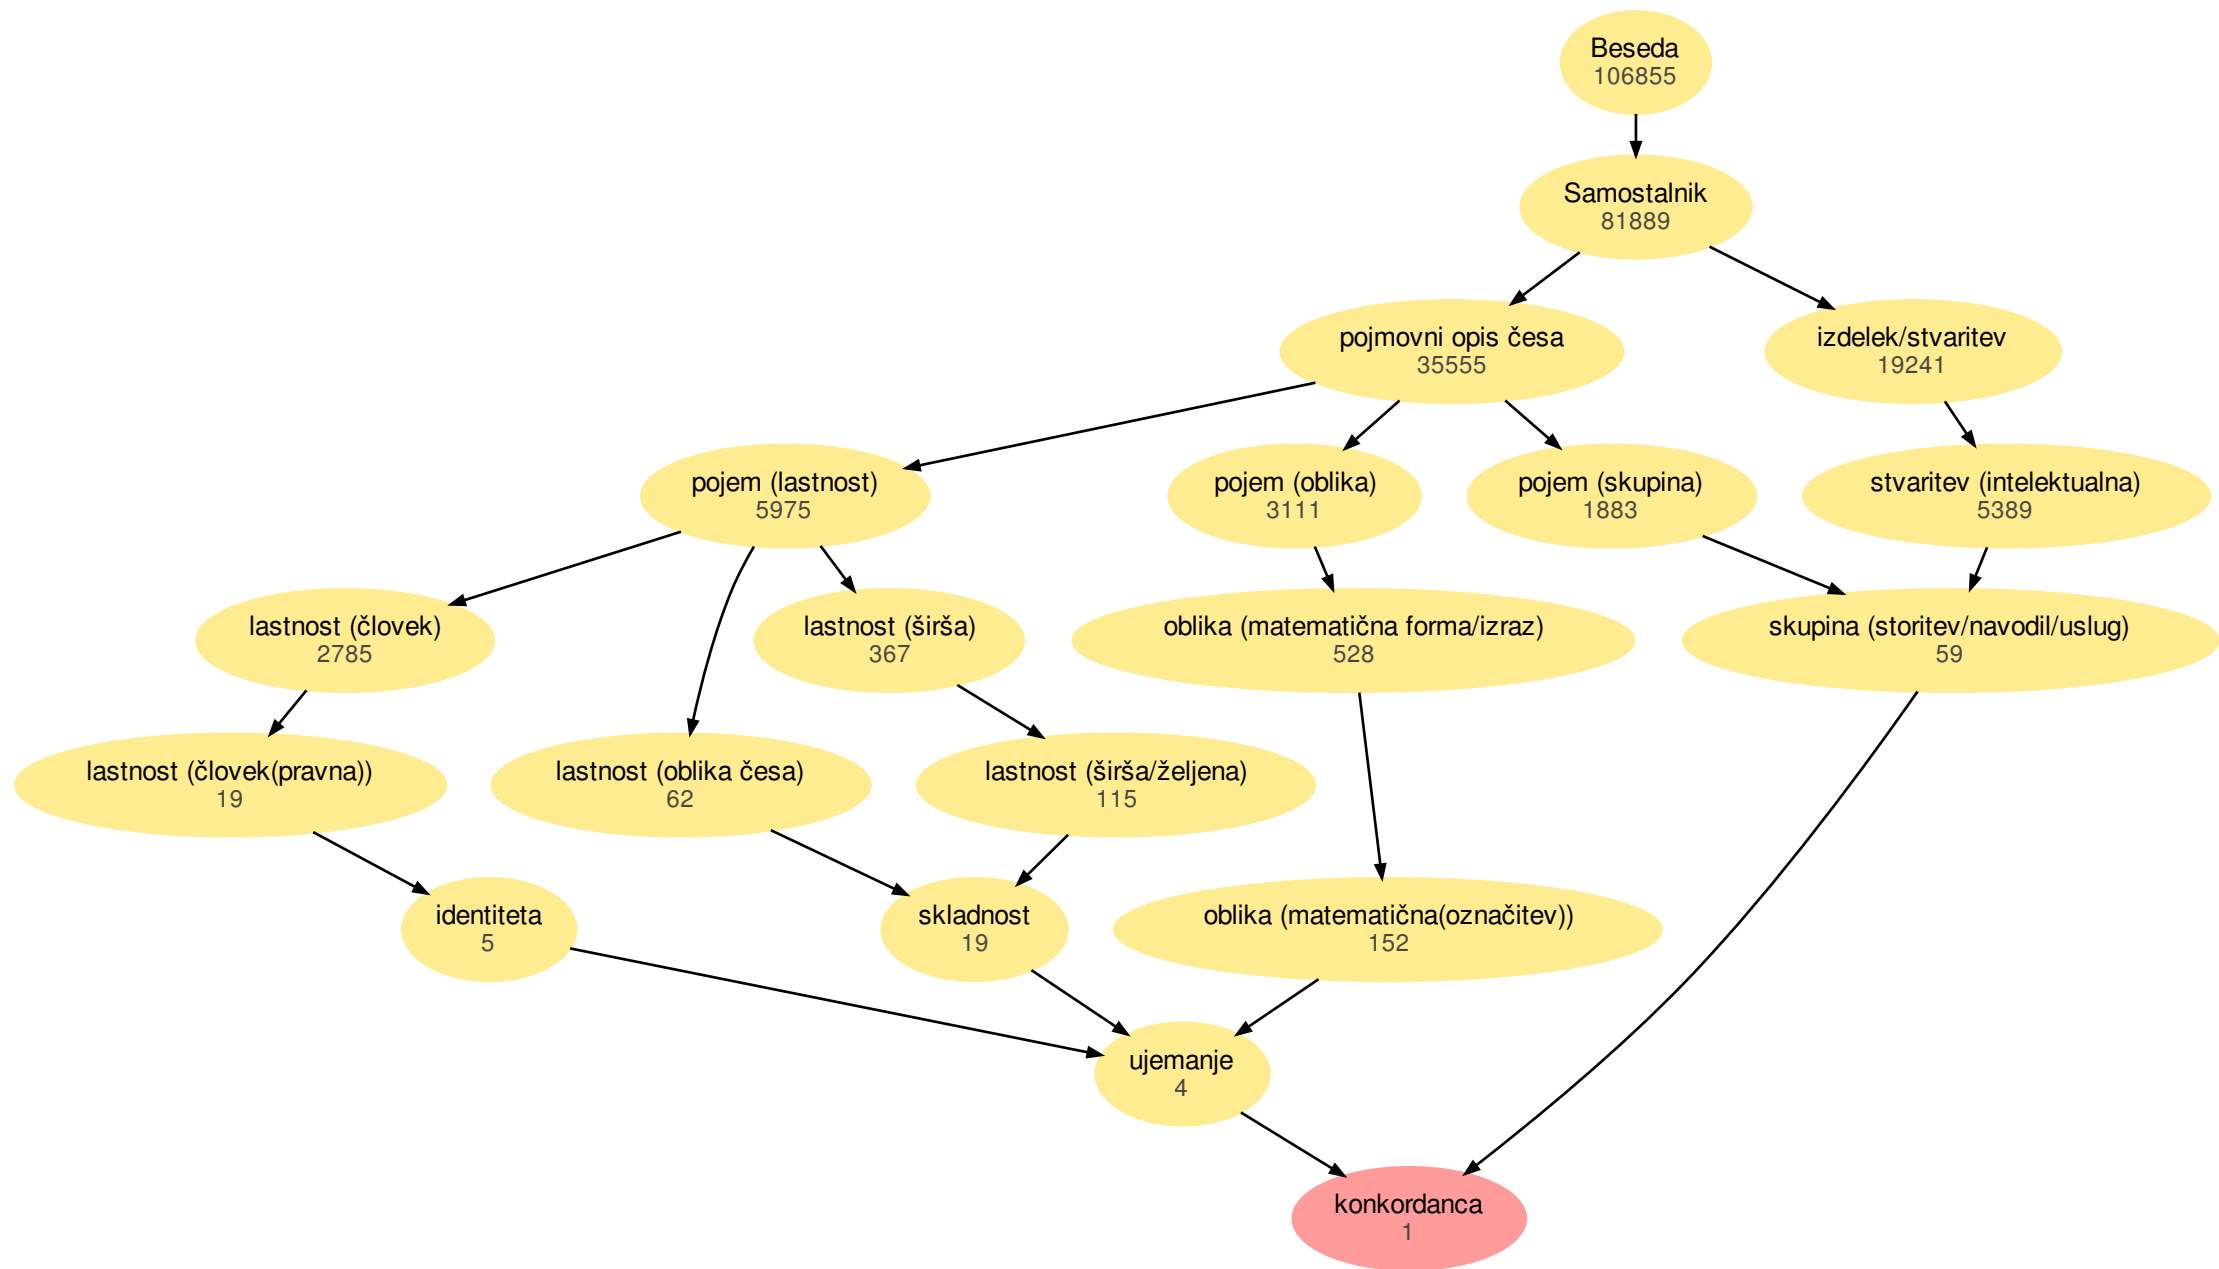 Beseda
106855
Samostalnik
81889
pojmovni opis česa
35555
izdelek/stvaritev
19241
pojem (lastnost)
5975
pojem (oblika)
3111
pojem (skupina)
1883
stvaritev (intelektualna)
5389
lastnost (človek)
2785
lastnost (širša)
367
oblika (matematična forma/izraz)
528
skupina (storitev/navodil/uslug)
59
lastnost (človek(pravna))
19
lastnost (oblika česa)
62
lastnost (širša/željena)
115
identiteta
5
skladnost
19
oblika (matematična(označitev))
152
ujemanje
4
konkordanca
1